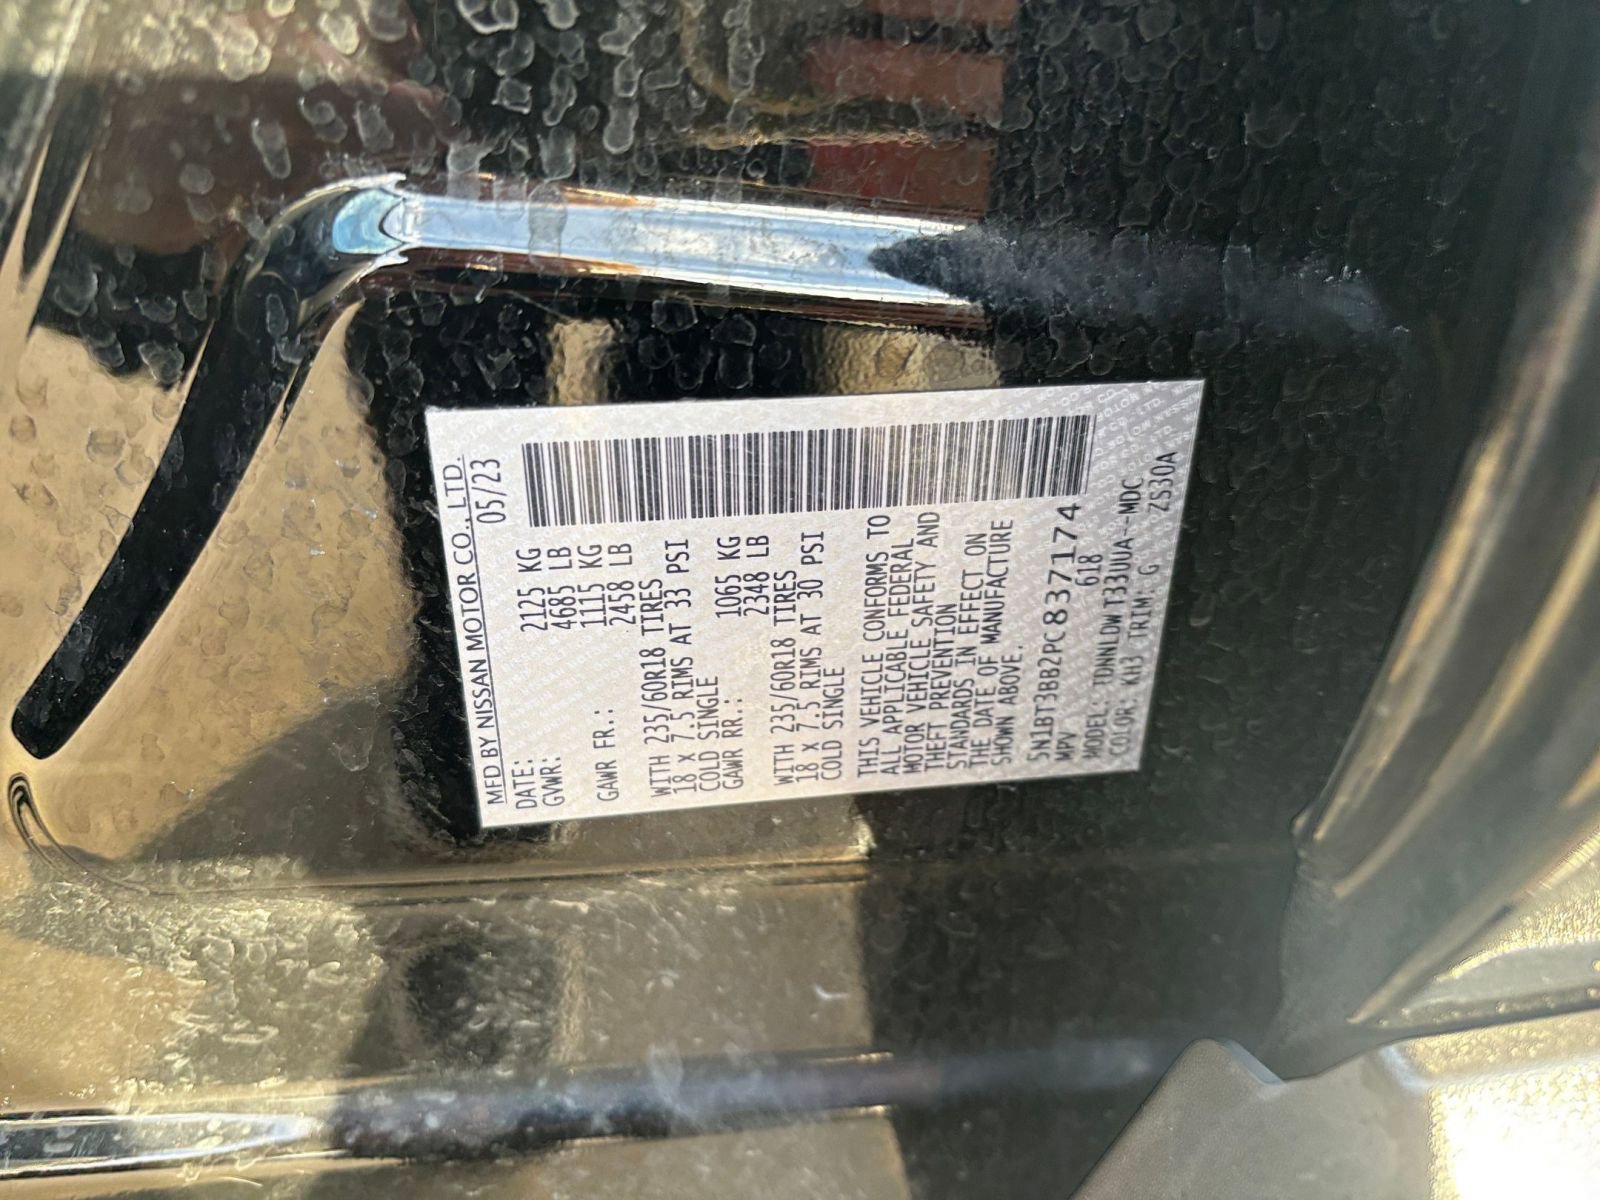 MFD BY NISSAN MOTOR CO., LTD.
DATE: 05/23
GVWR: 2125 KG
4685 LB
GAWR FR.: 1115 KG
2458 LB
WITH 235/60R18 TIRES
18 X 7.5 RIMS AT 33 PSI
COLD SINGLE
GAWR RR.: 1065 KG
2348 LB
WITH 235/60R18 TIRES
18 X 7.5 RIMS AT 30 PSI
COLD SINGLE
THIS VEHICLE CONFORMS TO
ALL APPLICABLE FEDERAL
MOTOR VEHICLE SAFETY AND
THEFT PREVENTION
STANDARDS IN EFFECT ON
THE DATE OF MANUFACTURE
SHOWN ABOVE.
5N1BT3BB2PC837174
MPV 618
MODEL: TDNNLDW T33UUA--MDC
COLOR: KH3 TRIM: G ZS30A